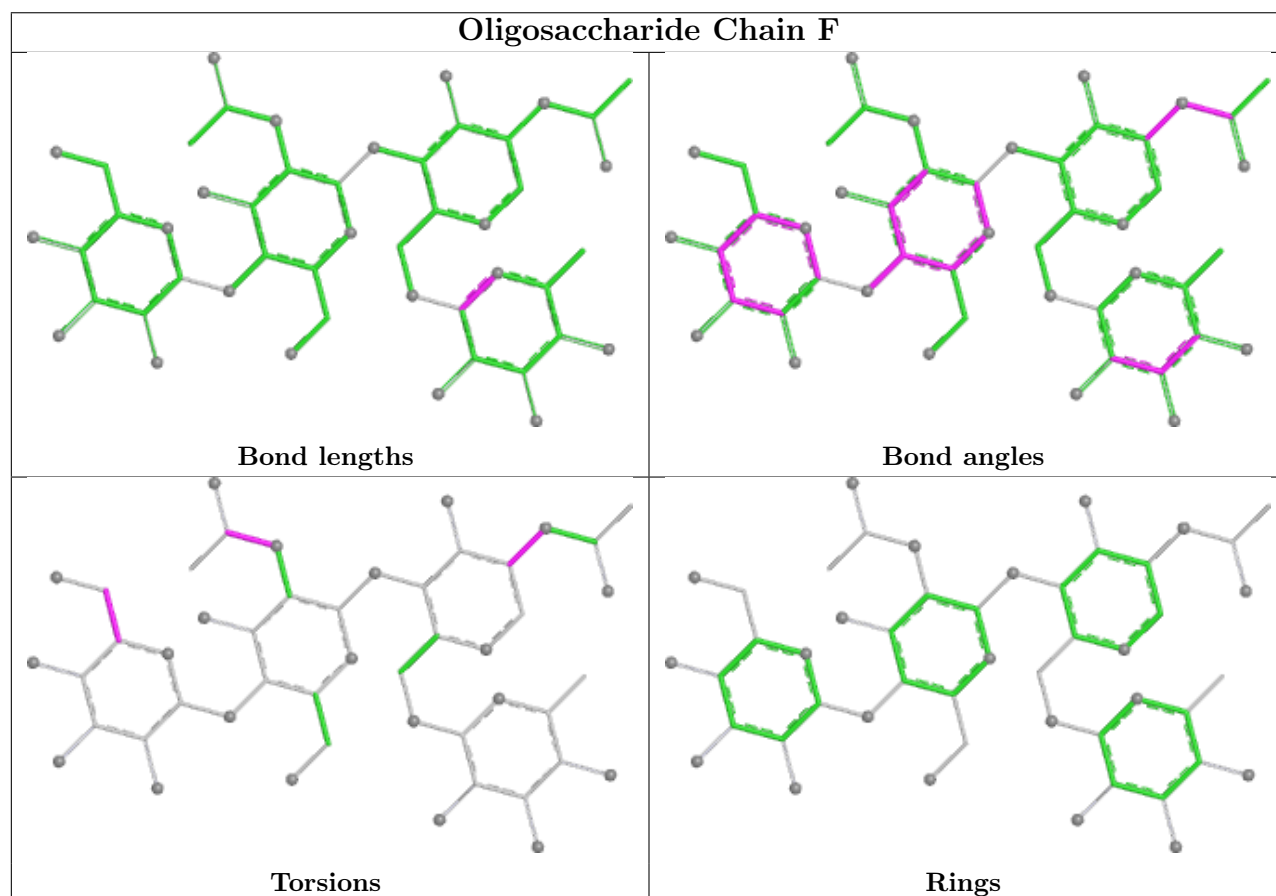 Oligosaccharide Chain F
Bond lengths
Bond angles
Torsions
Rings